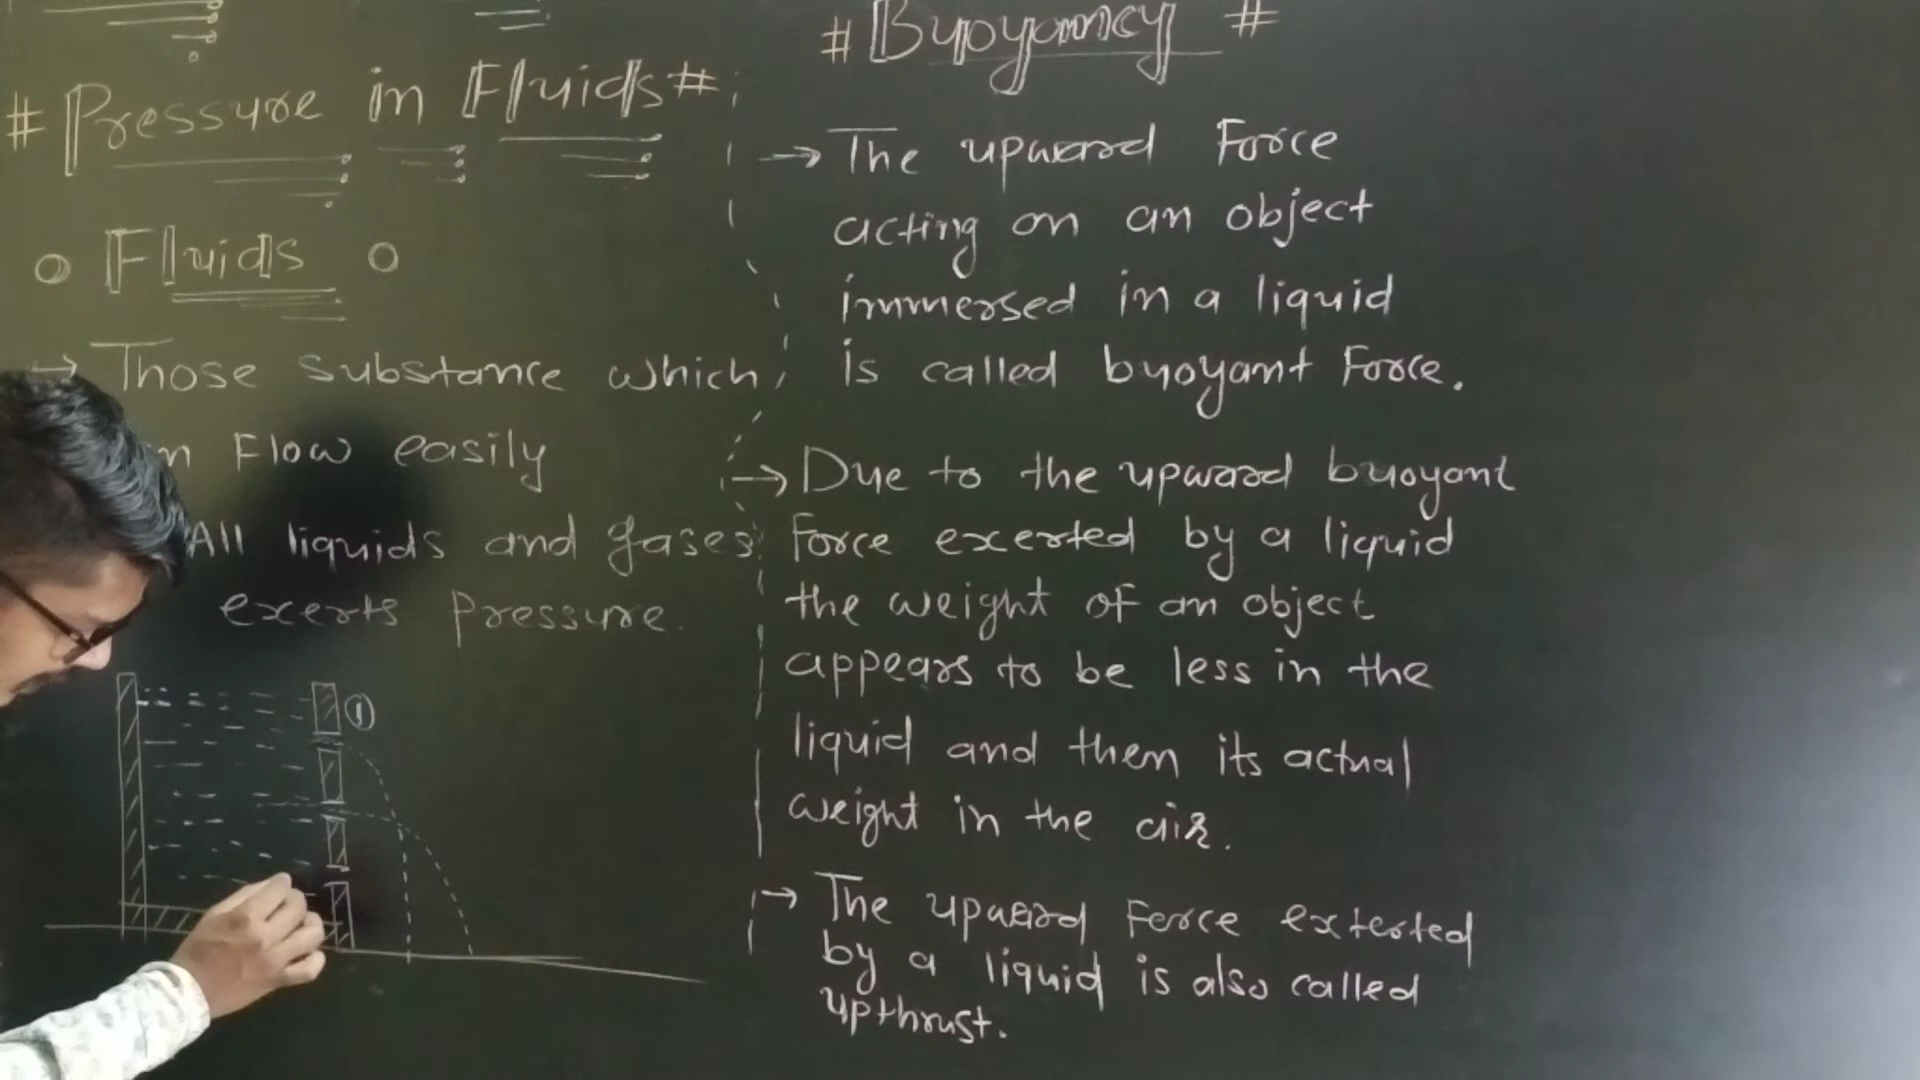 # Pressure in Fluids #
o Fluids o
→ Those substance which
n Flow easily
All liquids and gases
exerts pressure.
①
# Buoyancy #
→ The upward Force
acting on an object
immersed in a liquid
is called buoyant Force.
→ Due to the upward buoyant
Force exerted by a liquid
the weight of an object
appears to be less in the
liquid and then its actual
weight in the air.
→ The upward Force exterted
by a liquid is also called
upthrust.